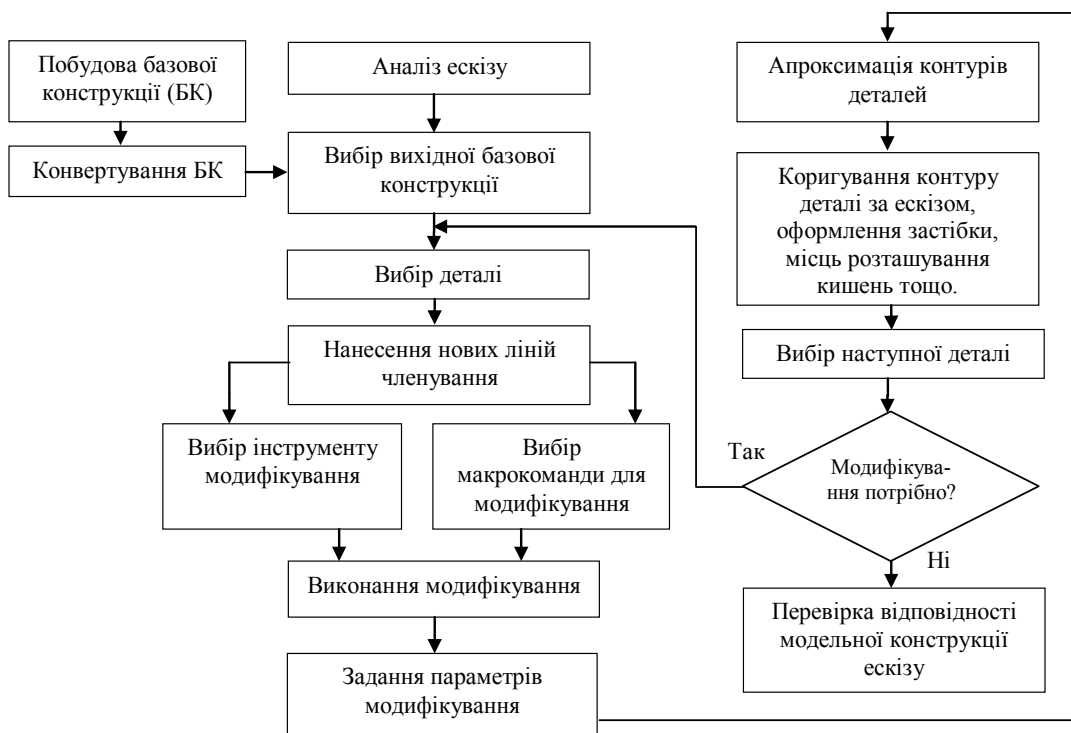 Побудова базової
конструкції (БК)
Конвертування БК
Аналіз ескізу
Вибір вихідної базової
конструкції
Вибір деталі
Нанесення нових ліній
членування
Вибір інструменту
модифікування
Вибір
макрокоманди для
модифікування
Виконання модифікування
Задання параметрів
модифікування
Апроксимація контурів
деталей
Коригування контуру
деталі за ескізом,
оформлення застібки,
місць розташування
кишень тощо.
Вибір наступної деталі
Так
Модифікува-
ння потрібно?
Ні
Перевірка відповідності
модельної конструкції
ескізу